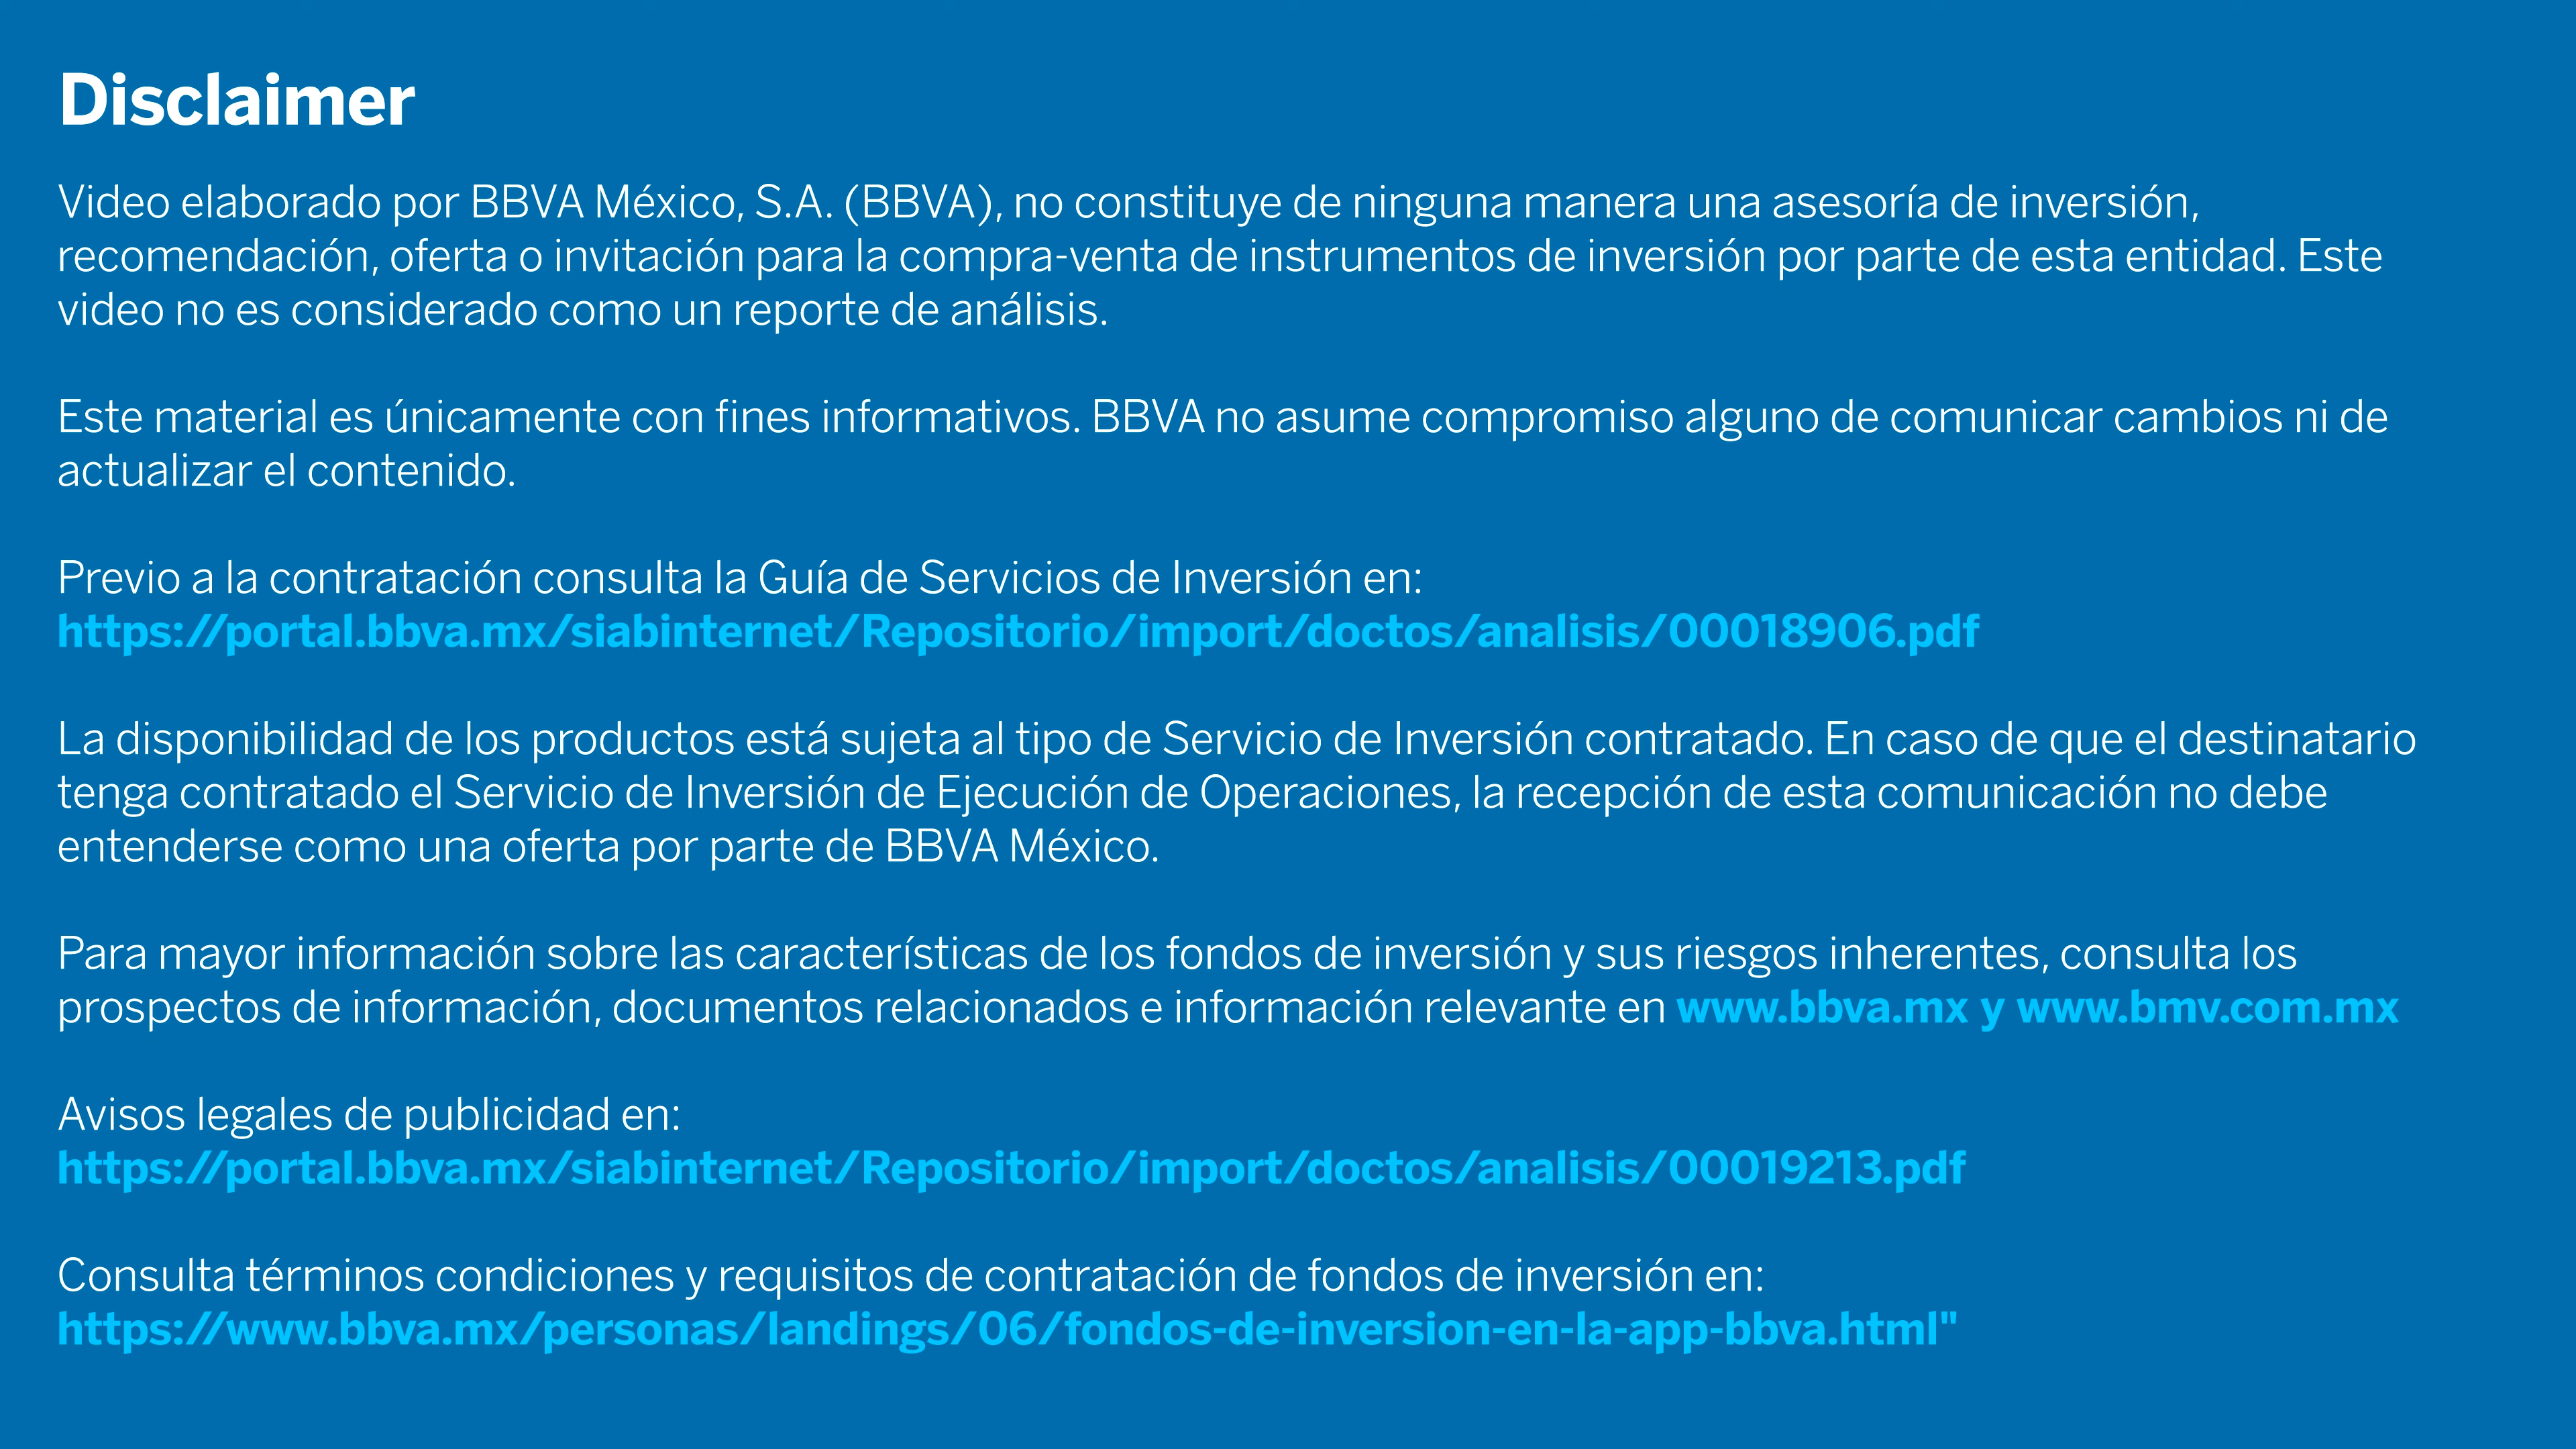 Disclaimer
Video elaborado por BBVA México, S.A. (BBVA), no constituye de ninguna manera una asesoría de inversión,
recomendación, oferta o invitación para la compra-venta de instrumentos de inversión por parte de esta entidad. Este
video no es considerado como un reporte de análisis.
Este material es únicamente con fines informativos. BBVA no asume compromiso alguno de comunicar cambios ni de
actualizar el contenido.
Previo a la contratación consulta la Guía de Servicios de Inversión en:
https://portal.bbva.mx/siabinternet/Repositorio/import/doctos/analisis/00018906.pdf
La disponibilidad de los productos está sujeta al tipo de Servicio de Inversión contratado. En caso de que el destinatario
tenga contratado el Servicio de Inversión de Ejecución de Operaciones, la recepción de esta comunicación no debe
entenderse como una oferta por parte de BBVA México.
Para mayor información sobre las características de los fondos de inversión y sus riesgos inherentes, consulta los
prospectos de información, documentos relacionados e información relevante en www.bbva.mx y www.bmv.com.mx
Avisos legales de publicidad en:
https://portal.bbva.mx/siabinternet/Repositorio/import/doctos/analisis/00019213.pdf
Consulta términos condiciones y requisitos de contratación de fondos de inversión en:
https://www.bbva.mx/personas/landings/06/fondos-de-inversion-en-la-app-bbva.html"